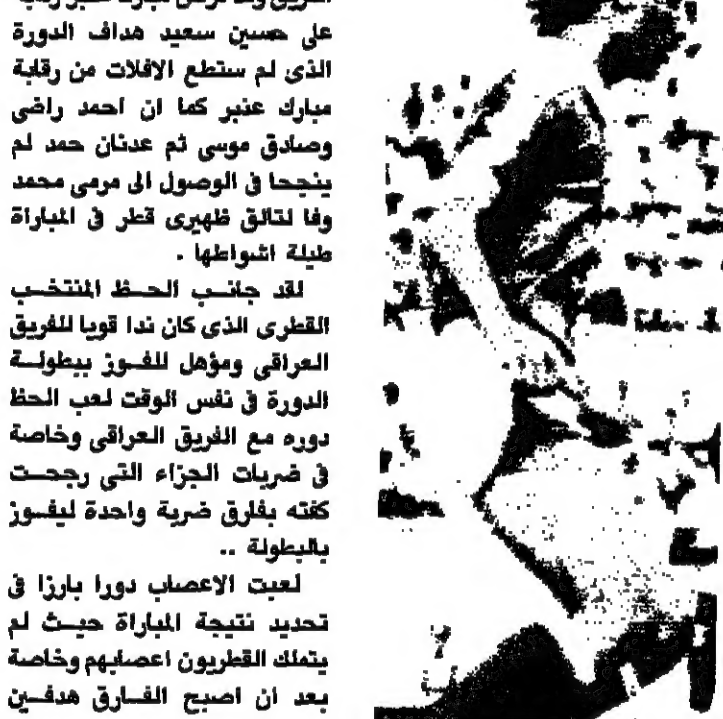 على حسين سعيد هداف الدورة
الذى لم ستطع الافلات من رقابة
مبارك عنبر كما ان احمد راضى
وصادق موسى ثم عدنان حمد لم
ينجحا فى الوصول الى مرمى محمد
وفا لتالق ظهيرى قطر فى المباراة
طيلة اشواطها .
لقد جانب الحظ المنتخب
القطرى الذى كان ندا قويا للفريق
العراقى ومؤهل للفوز ببطولة
الدورة فى نفس الوقت لعب الحظ
دوره مع الفريق العراقى وخاصة
فى ضربات الجزاء التى رجحت
كفته بفارق ضربة واحدة ليفوز
بالبطولة ..
لعبت الاعصاب دورا بارزا فى
تحديد نتيجة المباراة حيث لم
يتملك القطريون اعصابهم وخاصة
بعد ان اصبح الفارق هدفين